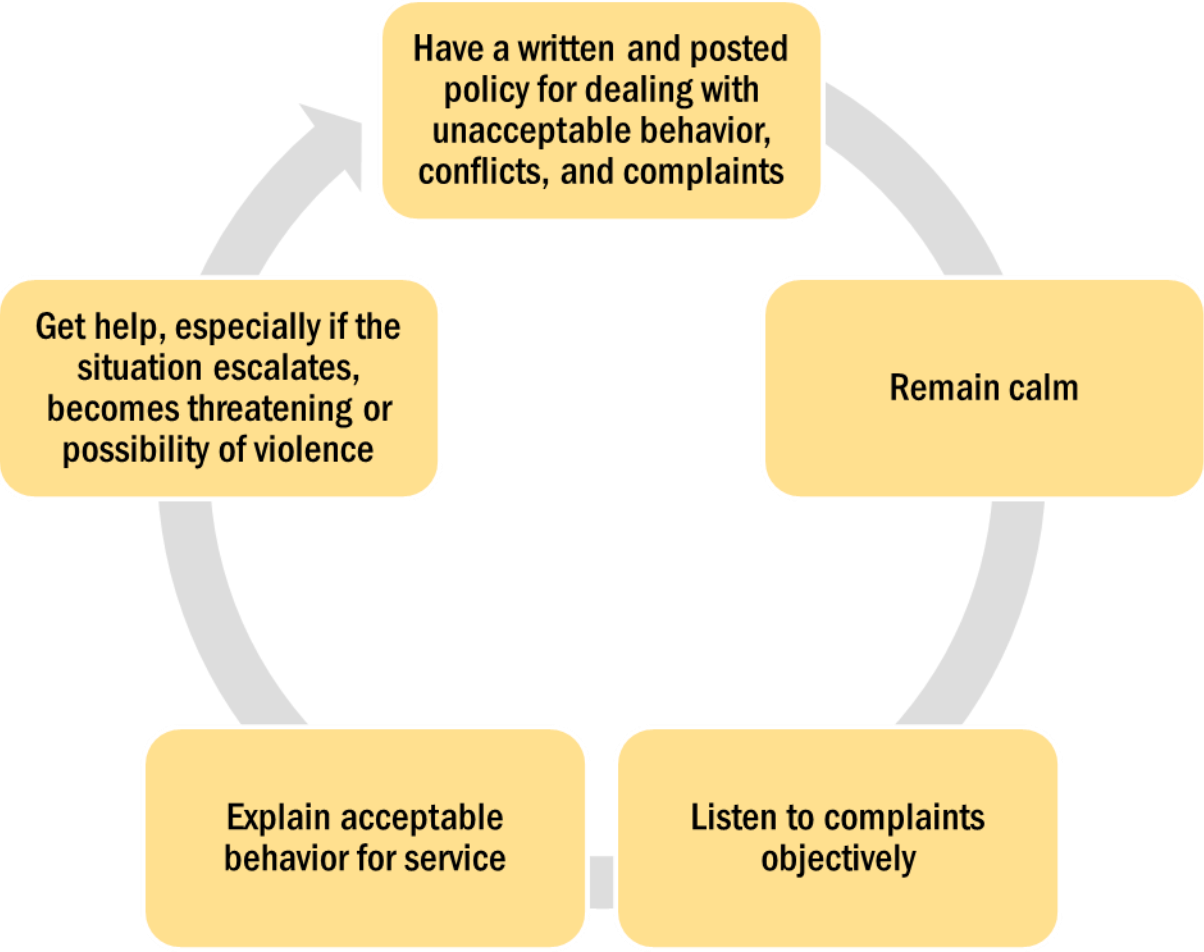 Have a written and posted
policy for dealing with
unacceptable behavior,
conflicts, and complaints
Remain calm
Listen to complaints
objectively
Explain acceptable
behavior for service
Get help, especially if the
situation escalates,
becomes threatening or
possibility of violence